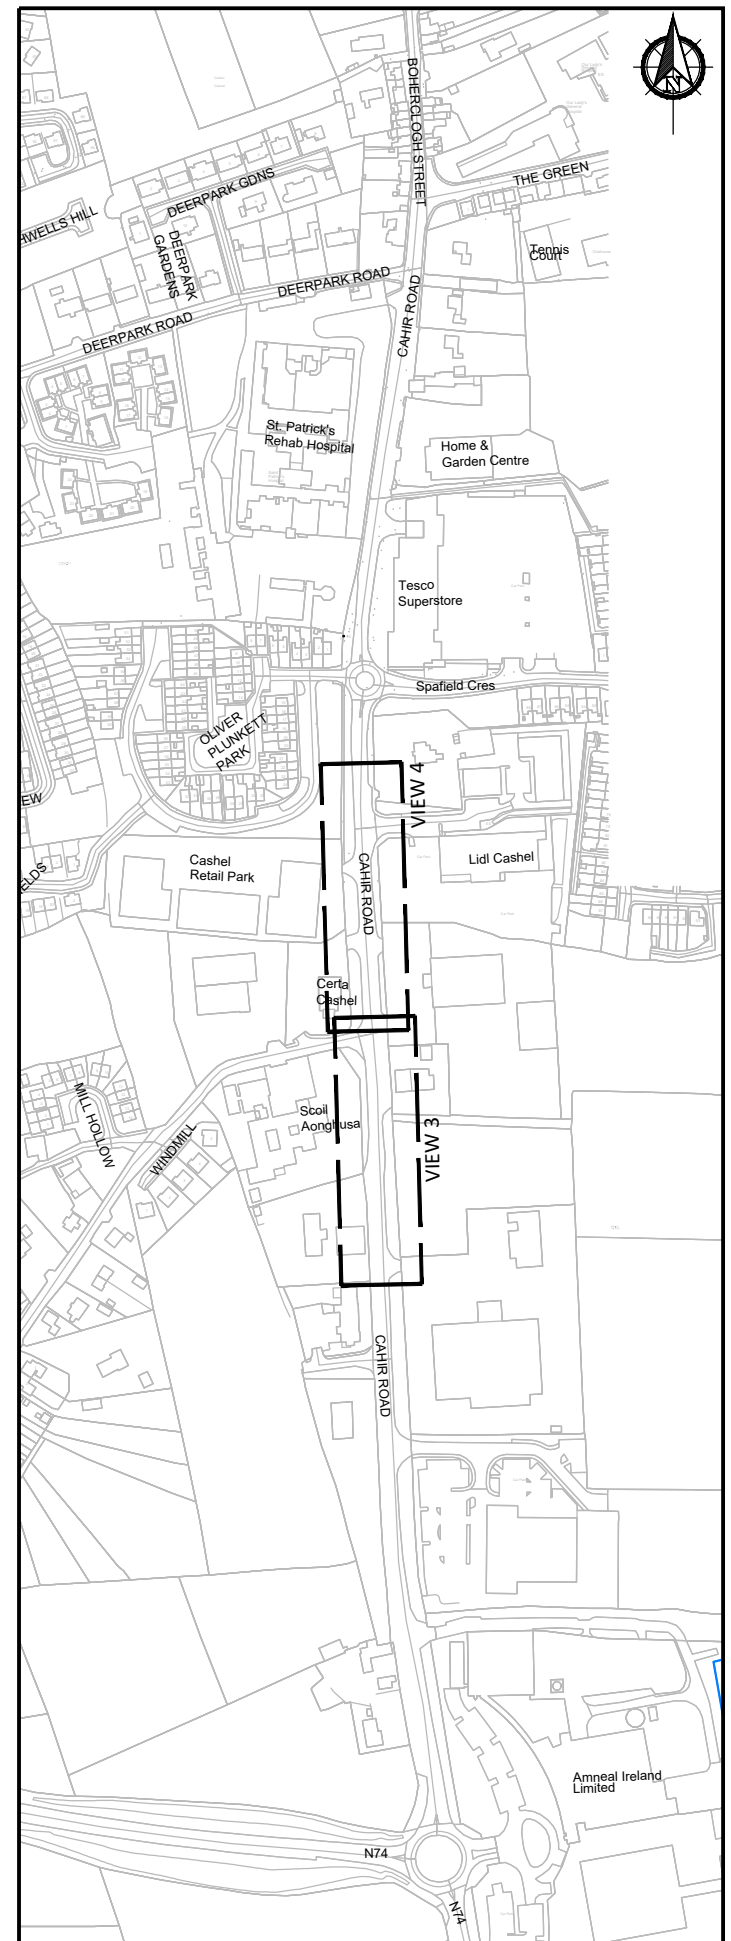 N
BOHERCLOGH STREET
THE GREEN
DEERPARK GDNS
HWELLS HILL
DEERPARK
GARDENS
Tennis
Court
DEERPARK ROAD
CAHIR ROAD
DEERPARK ROAD
St. Patrick's
Rehab Hospital
Home &
Garden Centre
Tesco
Superstore
Spafield Cres
OLIVER
PLUNKETT
PARK
VIEW 4
EW
Cashel
Retail Park
Lidl Cashel
ELDS
CAHIR ROAD
Certa
Cashel
MILL HOLLOW
Scoil
Aonghusa
WINDMILL
VIEW 3
CAHIR ROAD
Amneal Ireland
Limited
N74
N74